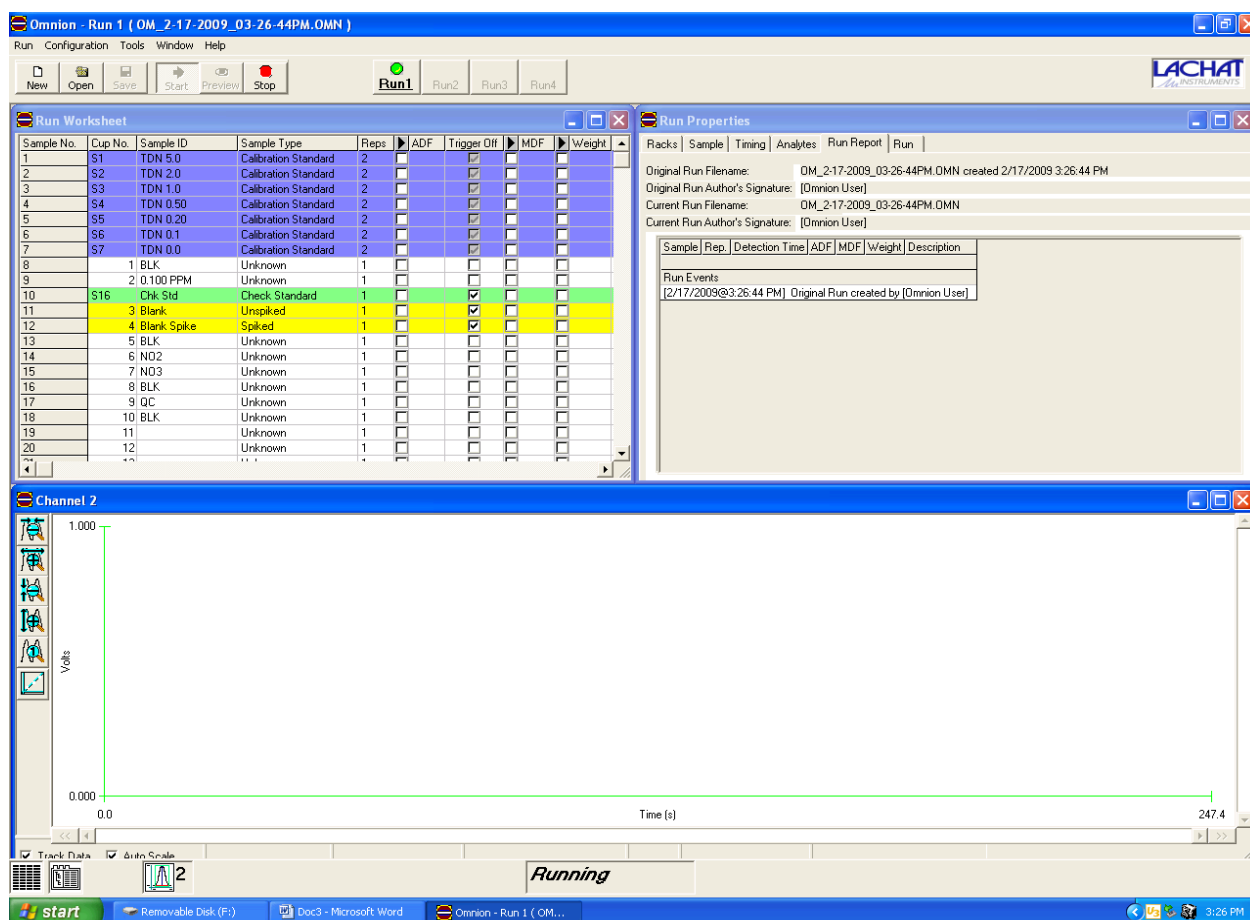 Omnion - Run 1 ( OM_2-17-2009_03-26-44PM.OMN )
Run Configuration Tools Window Help
New Open Save Start Preview Stop Run1 Run2 Run3 Run4
LACHAT
INSTRUMENTS
Run Worksheet
Sample No. Cup No. Sample ID Sample Type Reps ADF Trigger Off MDF Weight
1 S1 TDN 5.0 Calibration Standard 2
2 S2 TDN 2.0 Calibration Standard 2
3 S3 TDN 1.0 Calibration Standard 2
4 S4 TDN 0.50 Calibration Standard 2
5 S5 TDN 0.20 Calibration Standard 2
6 S6 TDN 0.1 Calibration Standard 2
7 S7 TDN 0.0 Calibration Standard 2
8 1 BLK Unknown 1
9 2 0.100 PPM Unknown 1
10 S16 Chk Std Check Standard 1
11 3 Blank Unspiked 1
12 4 Blank Spike Spiked 1
13 5 BLK Unknown 1
14 6 NO2 Unknown 1
15 7 NO3 Unknown 1
16 8 BLK Unknown 1
17 9 QC Unknown 1
18 10 BLK Unknown 1
19 11 Unknown 1
20 12 Unknown 1
Run Properties
Racks Sample Timing Analytes Run Report Run
Original Run Filename: OM_2-17-2009_03-26-44PM.OMN created 2/17/2009 3:26:44 PM
Original Run Author's Signature: [Omnion User]
Current Run Filename: OM_2-17-2009_03-26-44PM.OMN
Current Run Author's Signature: [Omnion User]
Sample Rep. Detection Time ADF MDF Weight Description
Run Events
[2/17/2009@3:26:44 PM] Original Run created by [Omnion User]
Channel 2
1.000
Volts
0.000
0.0 Time (s) 247.4
Track Data Auto Scale
2 Running
start Removable Disk (F:) Doc3 - Microsoft Word Omnion - Run 1 ( OM... 3:26 PM